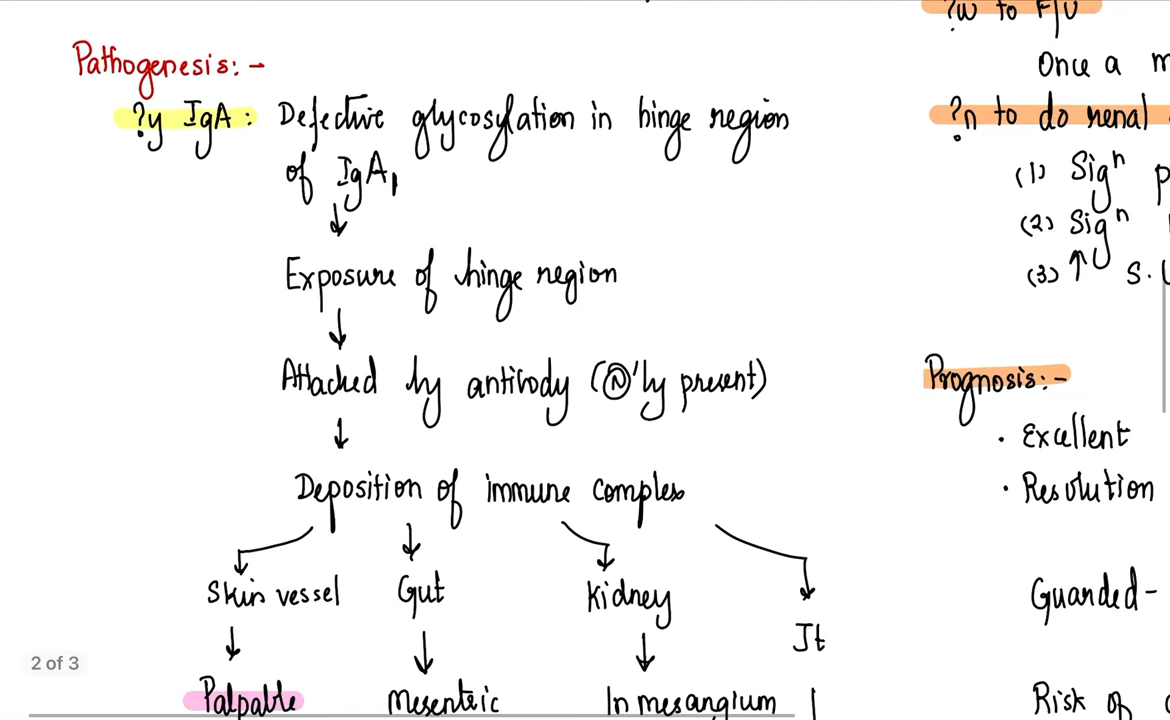 Pathogenesis:-
?y IgA: Defective glycosylation in hinge region
of IgA1
↓
Exposure of hinge region
↓
Attached by antibody (Ⓝ'ly present)
↓
Deposition of immune complex
Skin vessel Gut Kidney Jt
↓ ↓ ↓
Palpable Mesenteric In mesangium
2 of 3
?w to F/U
Once a
?n to do renal
(1) Sigⁿ
(2) Sigⁿ
(3) ↑ S.
Prognosis:-
· Excellent
· Resolution
Guarded-
Risk of